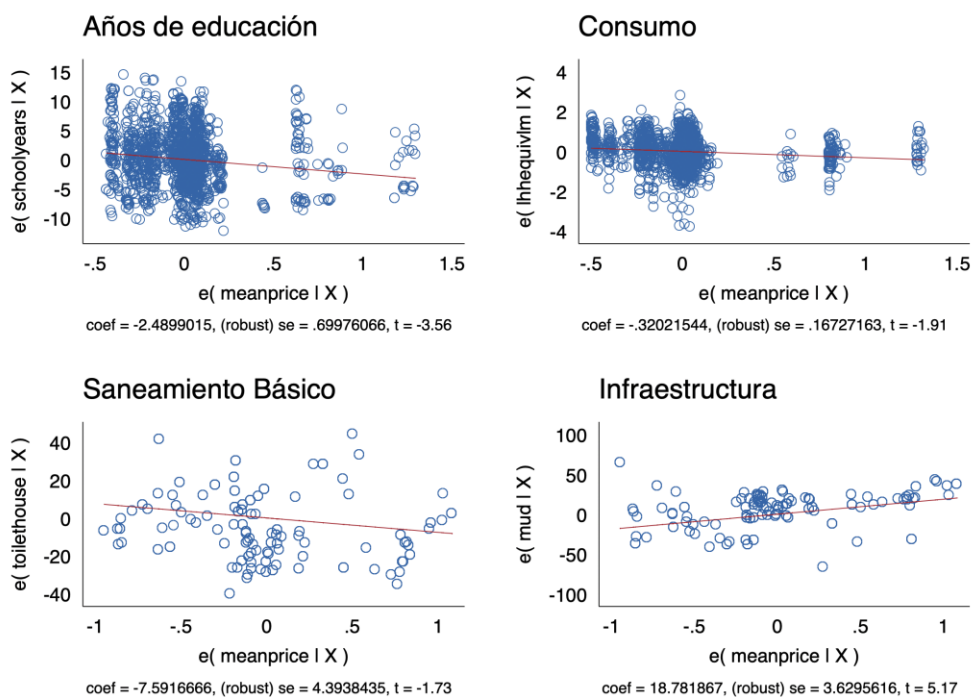 Años de educación
e( schoolyears | X )
15
10
5
0
-5
-10
-.5 0 .5 1 1.5
e( meanprice | X )
coef = -2.4899015, (robust) se = .69976066, t = -3.56
Consumo
e( lhhequivlm | X )
4
2
0
-2
-4
-.5 0 .5 1 1.5
e( meanprice | X )
coef = -.32021544, (robust) se = .16727163, t = -1.91
Saneamiento Básico
e( toilethouse | X )
40
20
0
-20
-40
-1 -.5 0 .5 1
e( meanprice | X )
coef = -7.5916666, (robust) se = 4.3938435, t = -1.73
Infraestructura
e( mud | X )
100
50
0
-50
-100
-1 -.5 0 .5 1
e( meanprice | X )
coef = 18.781867, (robust) se = 3.6295616, t = 5.17